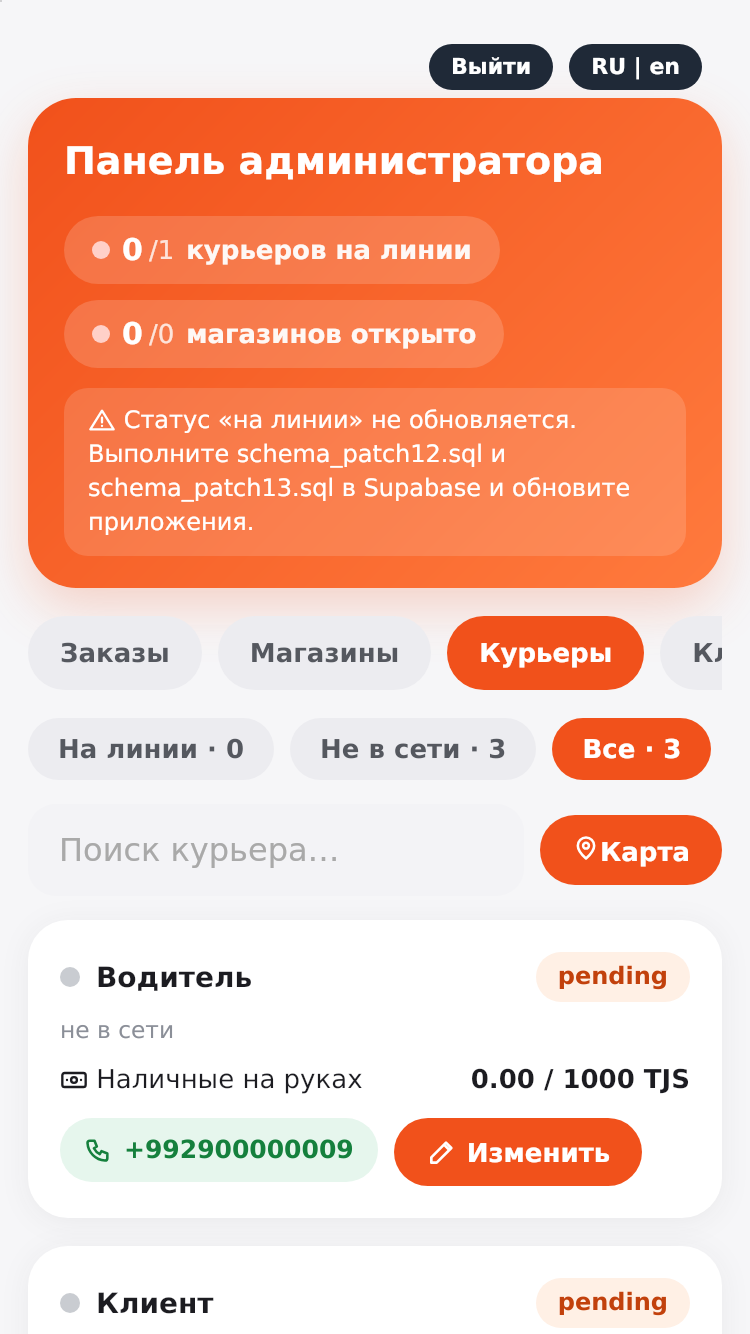 Выйти
RU | en
Панель администратора
0 /1 курьеров на линии
0 /0 магазинов открыто
Статус «на линии» не обновляется.
Выполните schema_patch12.sql и
schema_patch13.sql в Supabase и обновите
приложения.
Заказы Магазины Курьеры Кл
На линии · 0 Не в сети · 3 Все · 3
Поиск курьера... Карта
Водитель pending
не в сети
Наличные на руках 0.00 / 1000 TJS
+992900000009 Изменить
Клиент pending